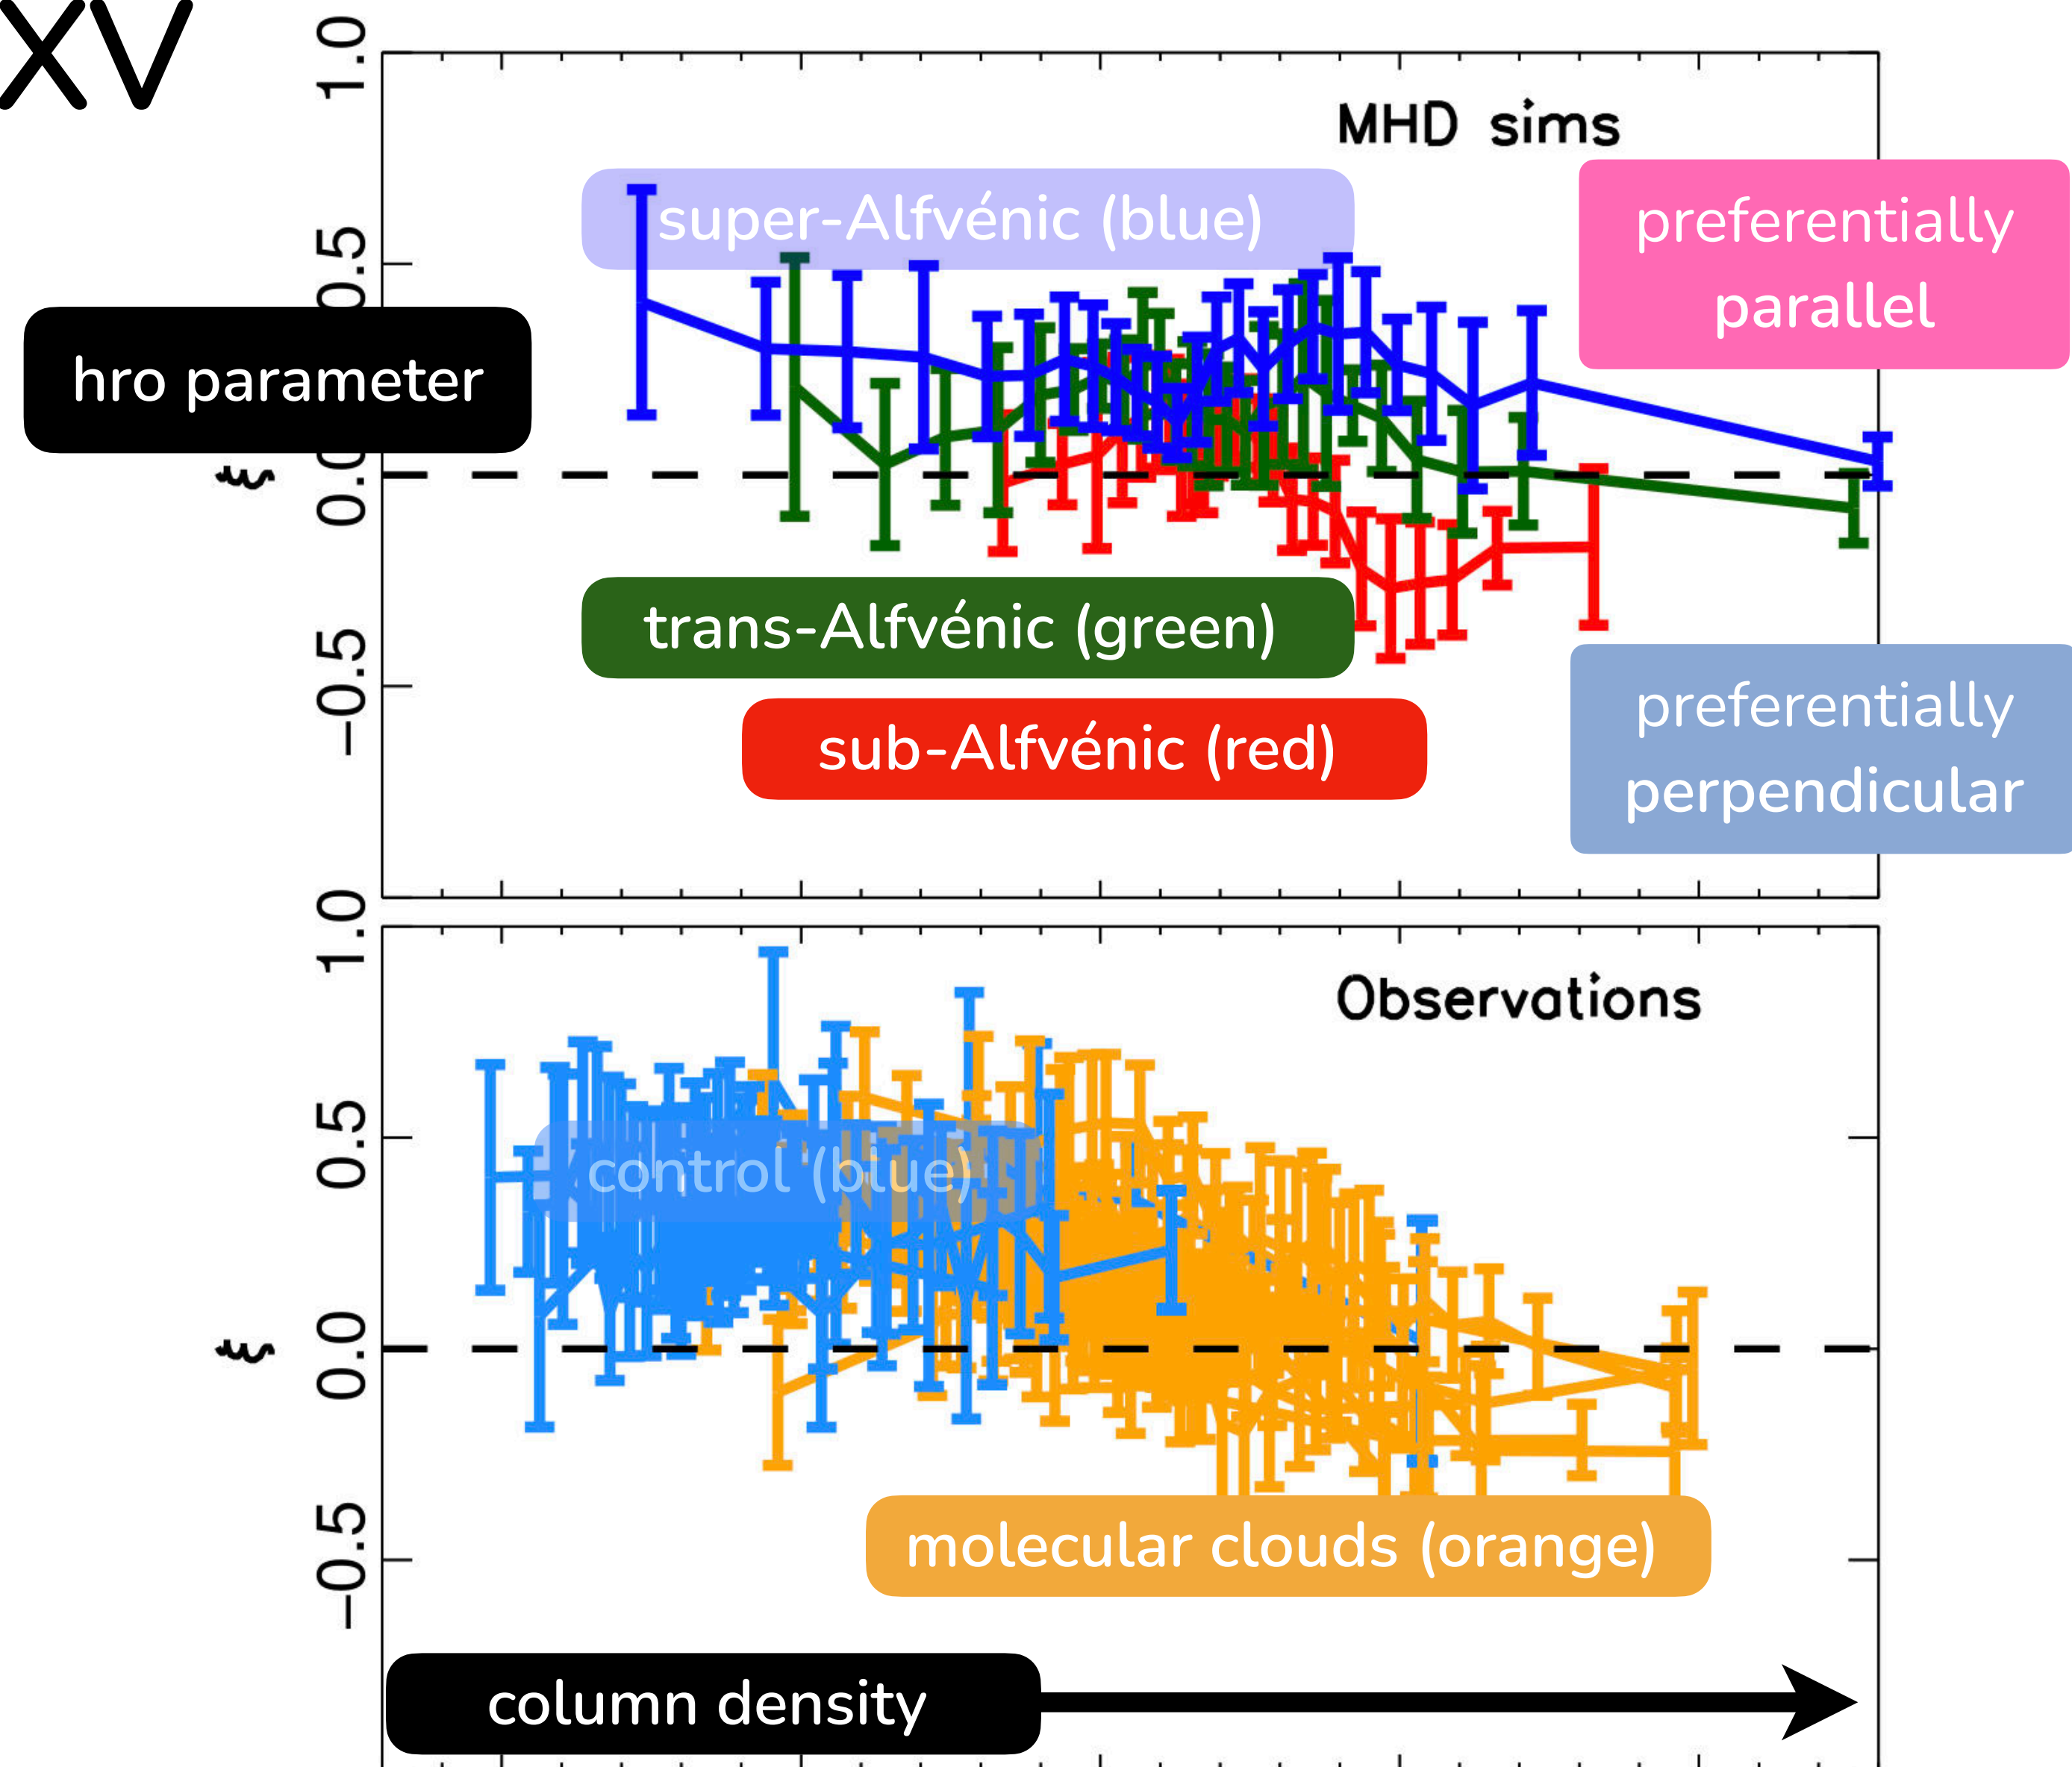 XV
1.0
MHD sims
super-Alfvénic (blue)
preferentially
parallel
0.5
hro parameter
ξ
0.0
trans-Alfvénic (green)
-0.5
sub-Alfvénic (red)
preferentially
perpendicular
1.0
Observations
0.5
control (blue)
ξ
0.0
-0.5
molecular clouds (orange)
column density